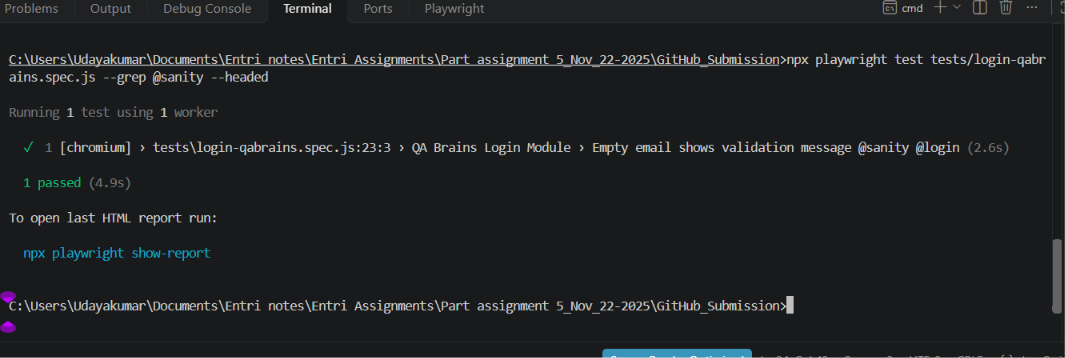 Problems Output Debug Console Terminal Ports Playwright cmd
C:\Users\Udayakumar\Documents\Entri notes\Entri Assignments\Part assignment 5_Nov_22-2025\GitHub_Submission>npx playwright test tests/login-qabr
ains.spec.js --grep @sanity --headed
Running 1 test using 1 worker
✓ 1 [chromium] › tests\login-qabrains.spec.js:23:3 › QA Brains Login Module › Empty email shows validation message @sanity @login (2.6s)
1 passed (4.9s)
To open last HTML report run:
npx playwright show-report
C:\Users\Udayakumar\Documents\Entri notes\Entri Assignments\Part assignment 5_Nov_22-2025\GitHub_Submission>